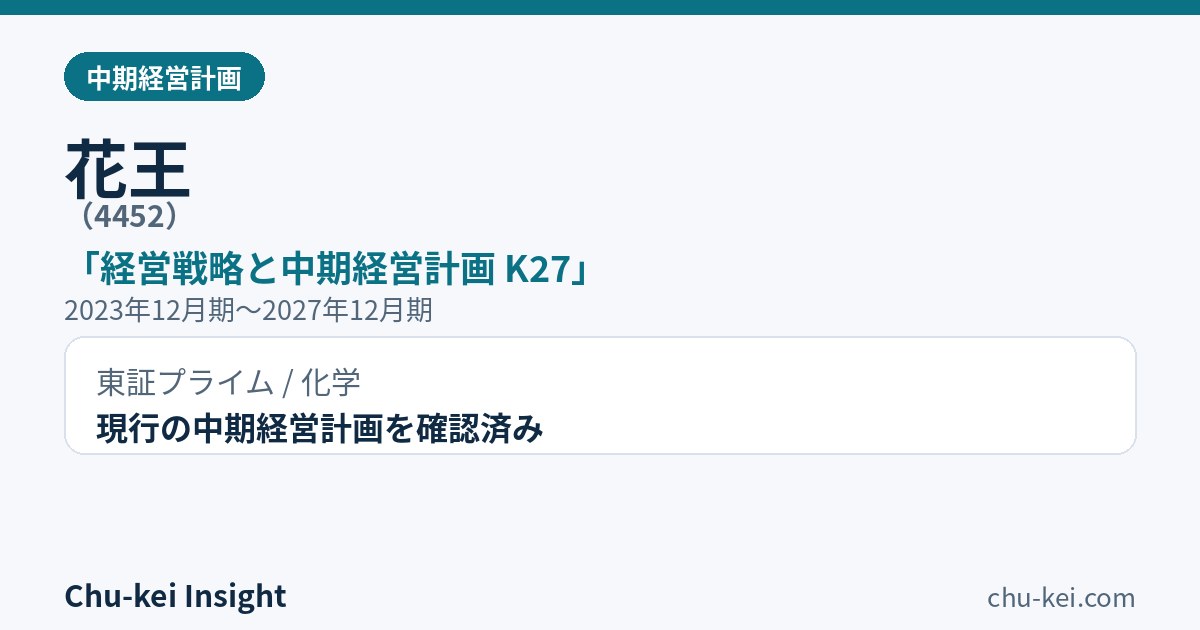 中期経営計画
花王
（4452）
「経営戦略と中期経営計画 K27」
2023年12月期〜2027年12月期
東証プライム / 化学
現行の中期経営計画を確認済み
Chu-kei Insight
chu-kei.com